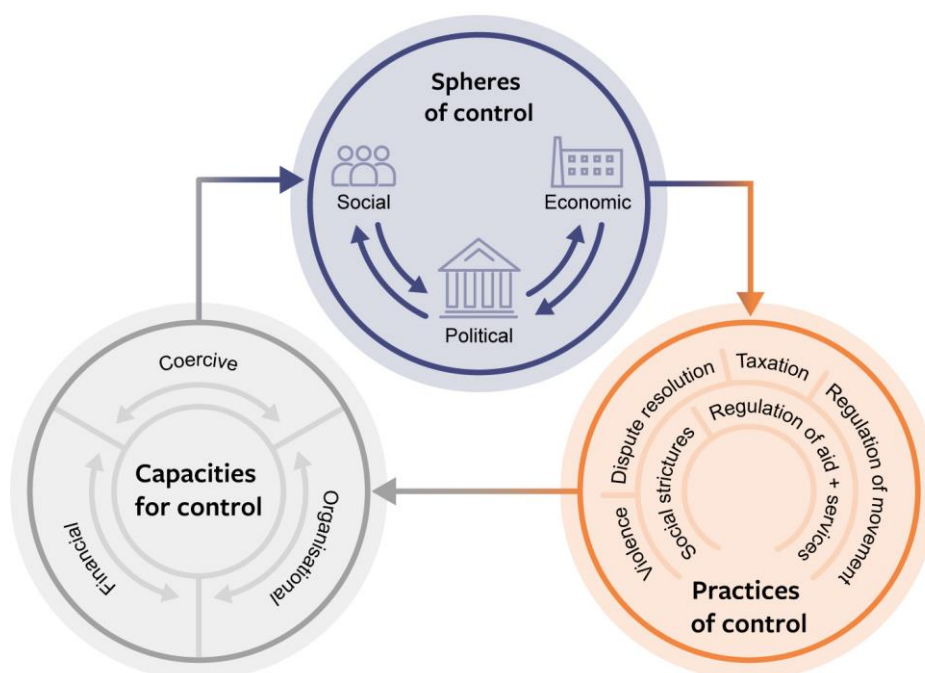 Spheres
of control
Social
Economic
Political
Coercive
Capacities
for control
Financial
Organisational
Violence
Dispute resolution
Taxation
Regulation of movement
Social strictures
Regulation of aid + services
Practices
of control